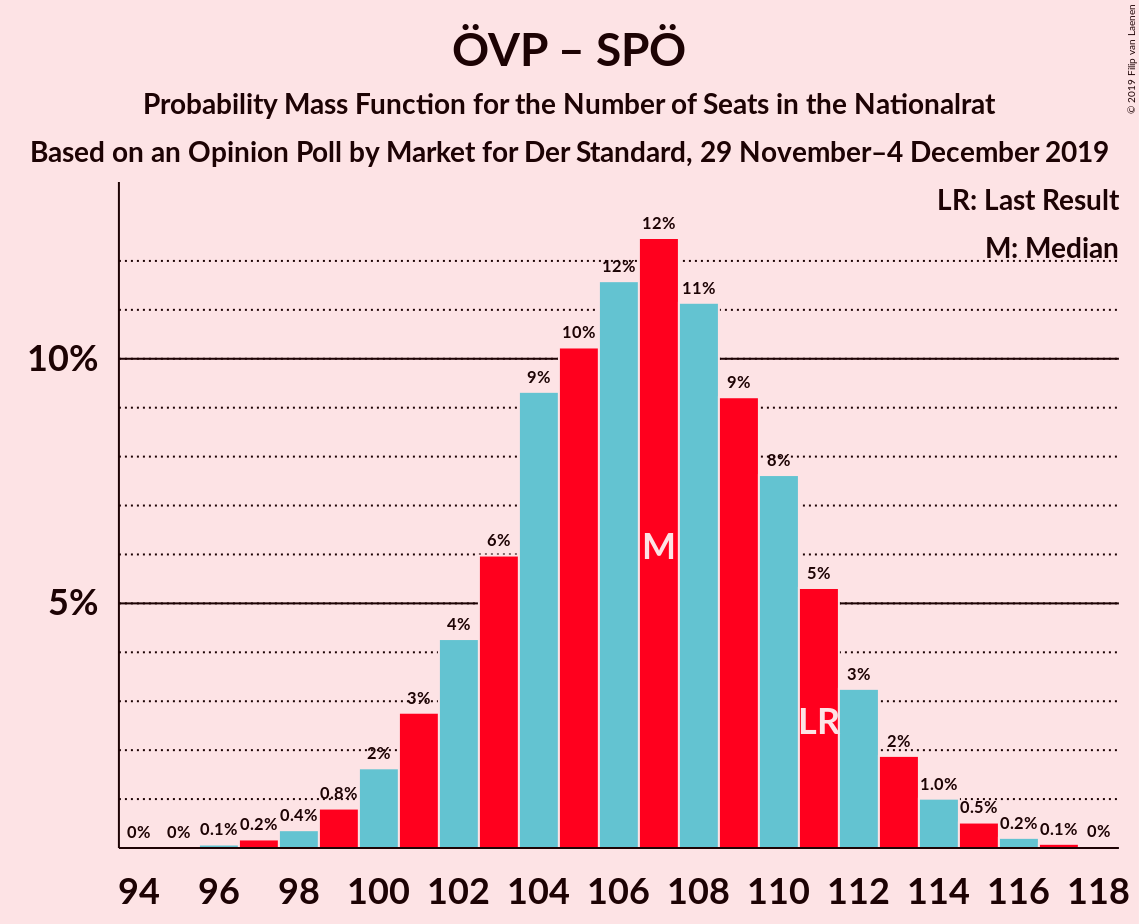 ÖVP – SPÖ
Probability Mass Function for the Number of Seats in the Nationalrat
Based on an Opinion Poll by Market for Der Standard, 29 November–4 December 2019
© 2019 Filip van Laenen
LR: Last Result
M: Median
10%
5%
0% 0% 0.1% 0.2% 0.4% 0.8% 2% 3% 4% 6% 9% 10% 12% 12% 11% 9% 8% 5% 3% 2% 1.0% 0.5% 0.2% 0.1% 0%
M
LR
94 96 98 100 102 104 106 108 110 112 114 116 118